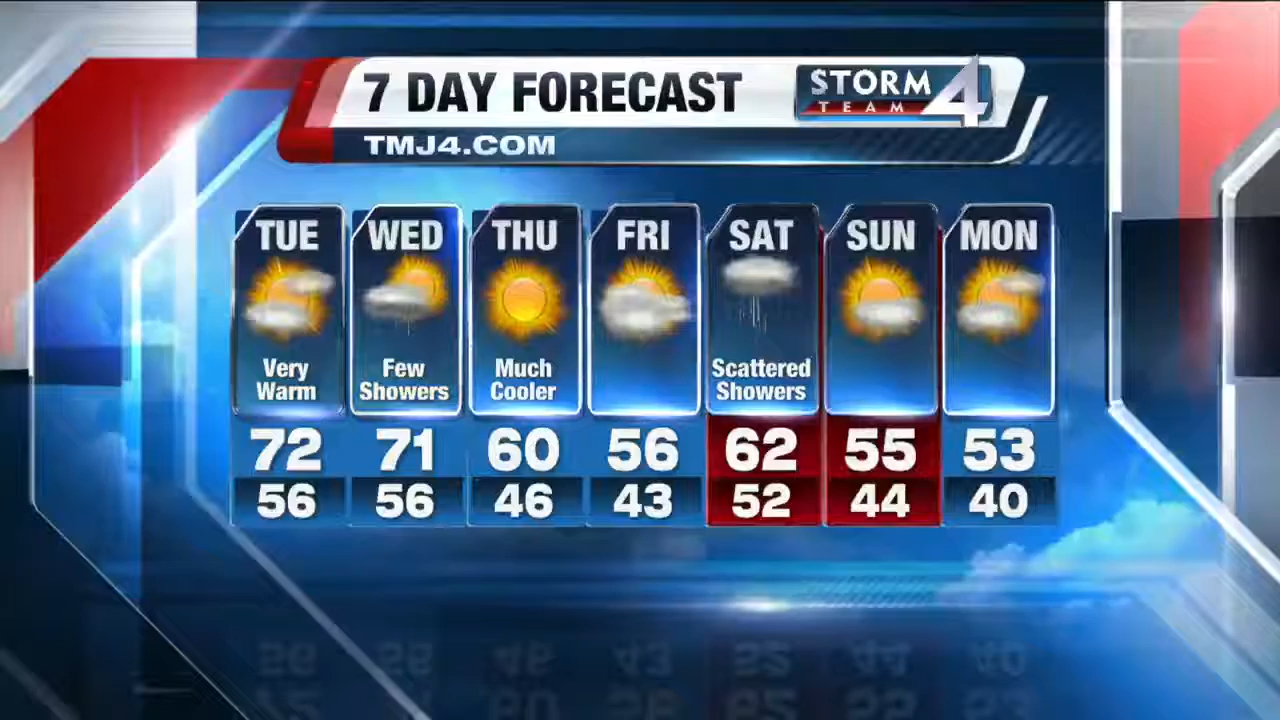 7 DAY FORECAST
STORM 4
TEAM
TMJ4.COM
TUE WED THU FRI SAT SUN MON
Very Warm
Few Showers
Much Cooler
Scattered Showers
72 71 60 56 62 55 53
56 56 46 43 52 44 40